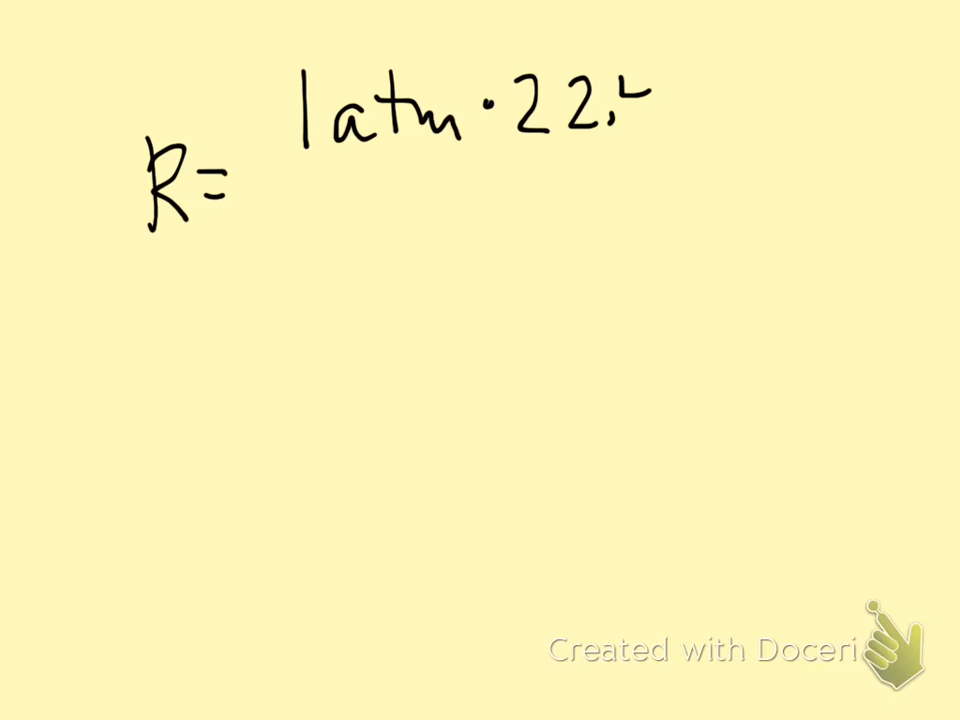 R= 1 atm · 22.
Created with Doceri